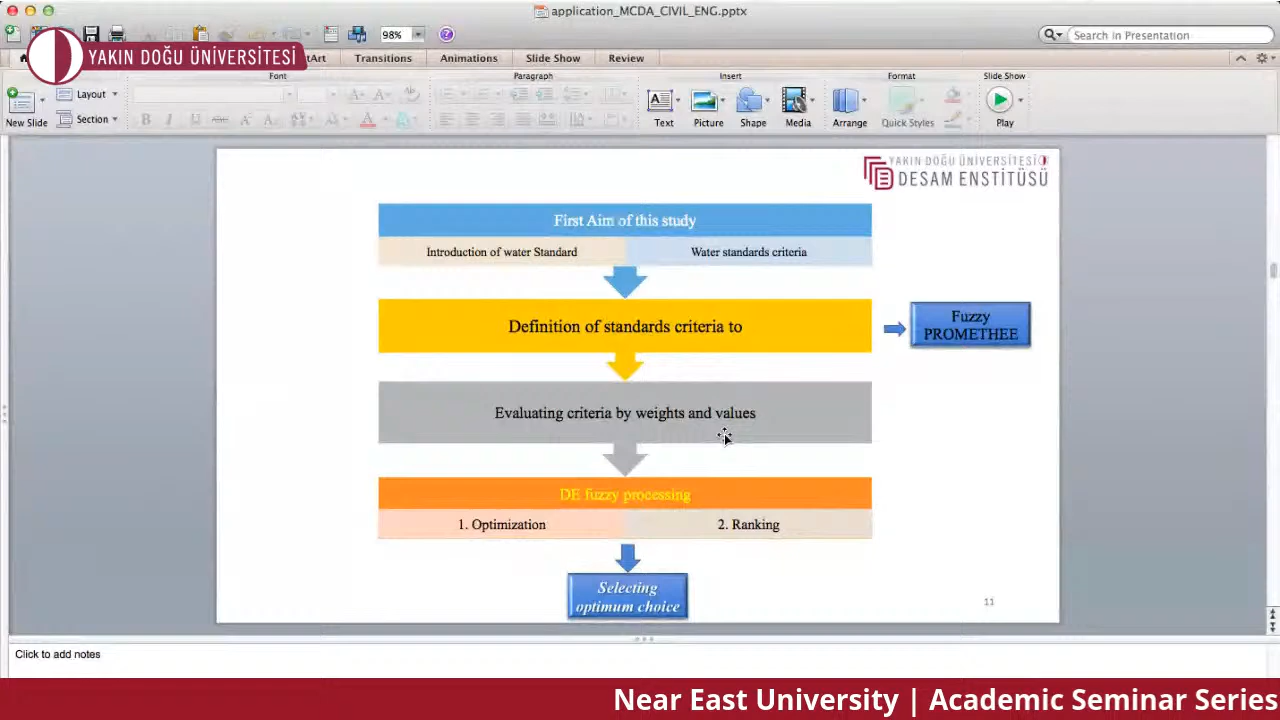 application_MCDA_CIVIL_ENG.pptx
98%
Search in Presentation
YAKIN DOĞU ÜNİVERSİTESİ
Art
Transitions
Animations
Slide Show
Review
Font
Paragraph
Insert
Format
Slide Show
New Slide
Layout
Section
Text
Picture
Shape
Media
Arrange
Quick Styles
Play
YAKIN DOĞU ÜNİVERSİTESİ
DESAM ENSTİTÜSÜ
First Aim of this study
Introduction of water Standard
Water standards criteria
Definition of standards criteria to
Fuzzy
PROMETHEE
Evaluating criteria by weights and values
DE fuzzy processing
1. Optimization
2. Ranking
Selecting
optimum choice
11
Click to add notes
Near East University | Academic Seminar Series